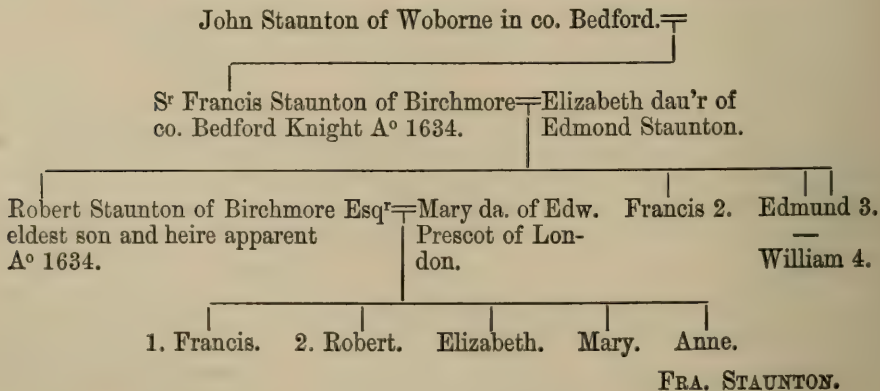 John Staunton of Woborne in co. Bedford.
Sʳ Francis Staunton of Birchmore
co. Bedford Knight Aº 1634.
Elizabeth dau'r of
Edmond Staunton.
Robert Staunton of Birchmore Esqʳ
eldest son and heire apparent
Aº 1634.
Mary da. of Edw.
Prescot of Lon-
don.
Francis 2.
Edmund 3.
—
William 4.
1. Francis. 2. Robert. Elizabeth. Mary. Anne.
FRA. STAUNTON.